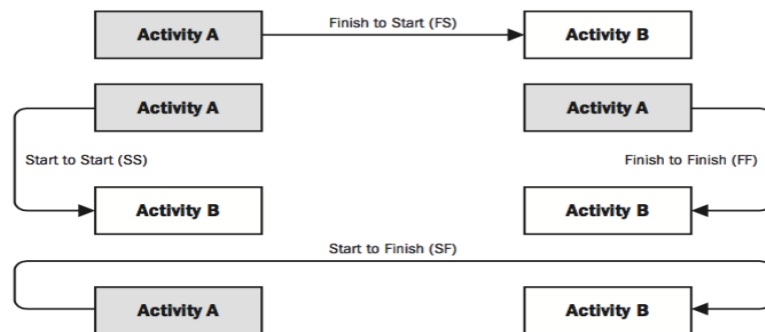 Activity A
Finish to Start (FS)
Activity B
Activity A
Activity A
Start to Start (SS)
Finish to Finish (FF)
Activity B
Activity B
Start to Finish (SF)
Activity A
Activity B